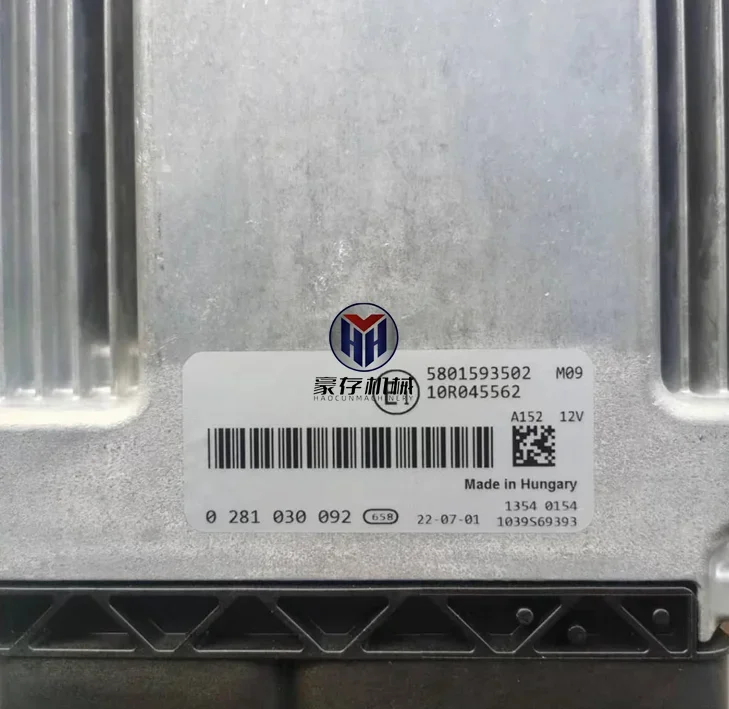 5801593502 M09
豪存机械
HAOCUNMACHINERY
10R045562
A152 12V
Made in Hungary
0 281 030 092 658 22-07-01
1354 0154
1039S69393